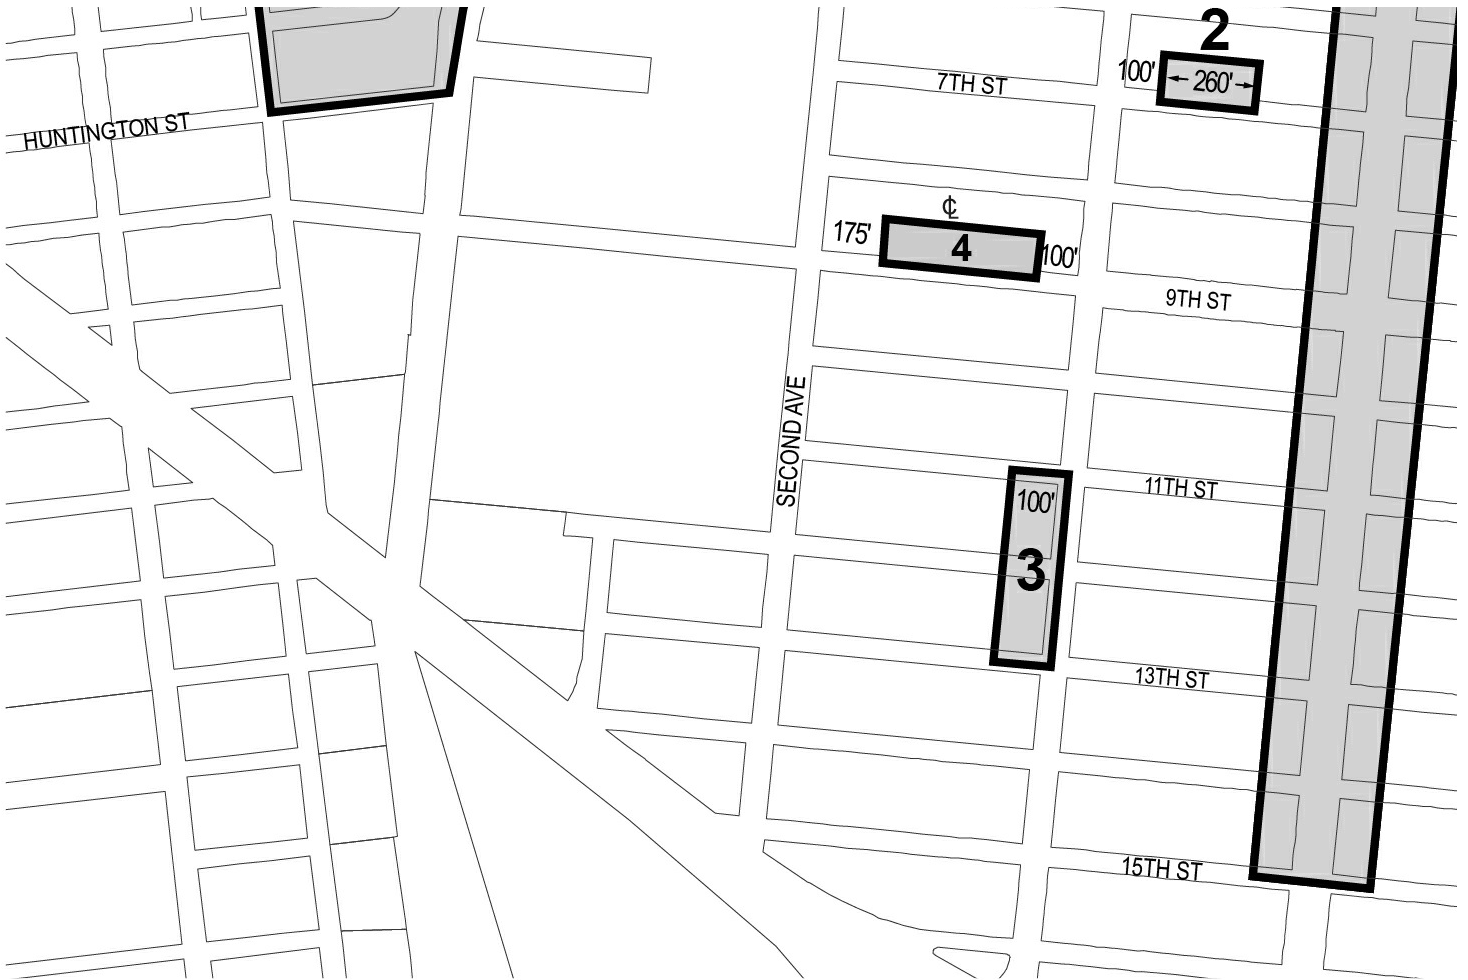 2
100'
260'
7TH ST
HUNTINGTON ST
℄
175'
4
100'
9TH ST
SECOND AVE
11TH ST
100'
3
13TH ST
15TH ST